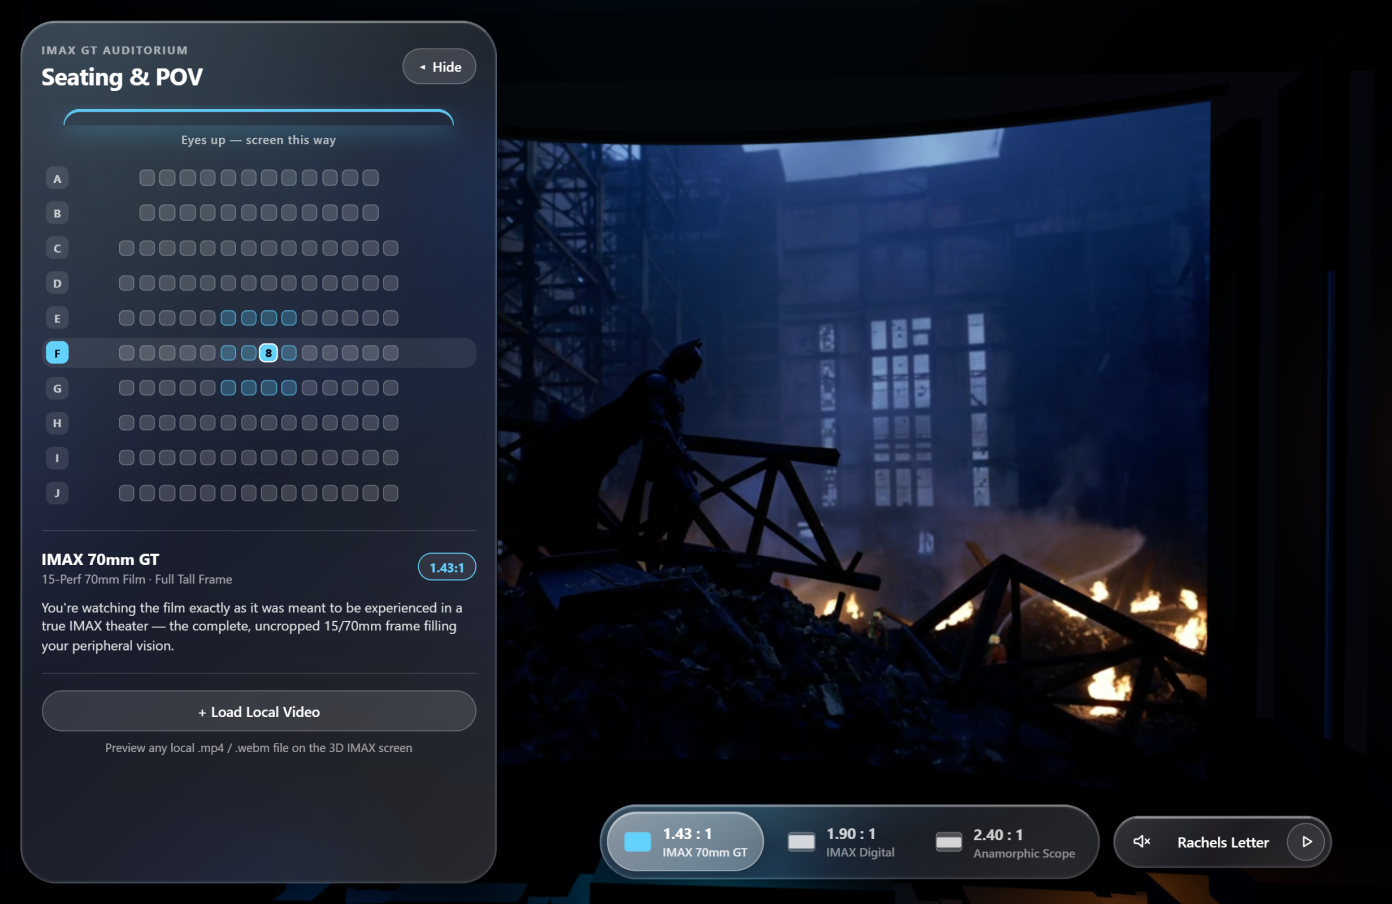 IMAX GT AUDITORIUM
Seating & POV
◂ Hide
Eyes up — screen this way
A
B
C
D
E
F
8
G
H
I
J
IMAX 70mm GT
15-Perf 70mm Film · Full Tall Frame
1.43:1
You're watching the film exactly as it was meant to be experienced in a
true IMAX theater — the complete, uncropped 15/70mm frame filling
your peripheral vision.
+ Load Local Video
Preview any local .mp4 / .webm file on the 3D IMAX screen
1.43 : 1
IMAX 70mm GT
1.90 : 1
IMAX Digital
2.40 : 1
Anamorphic Scope
Rachels Letter